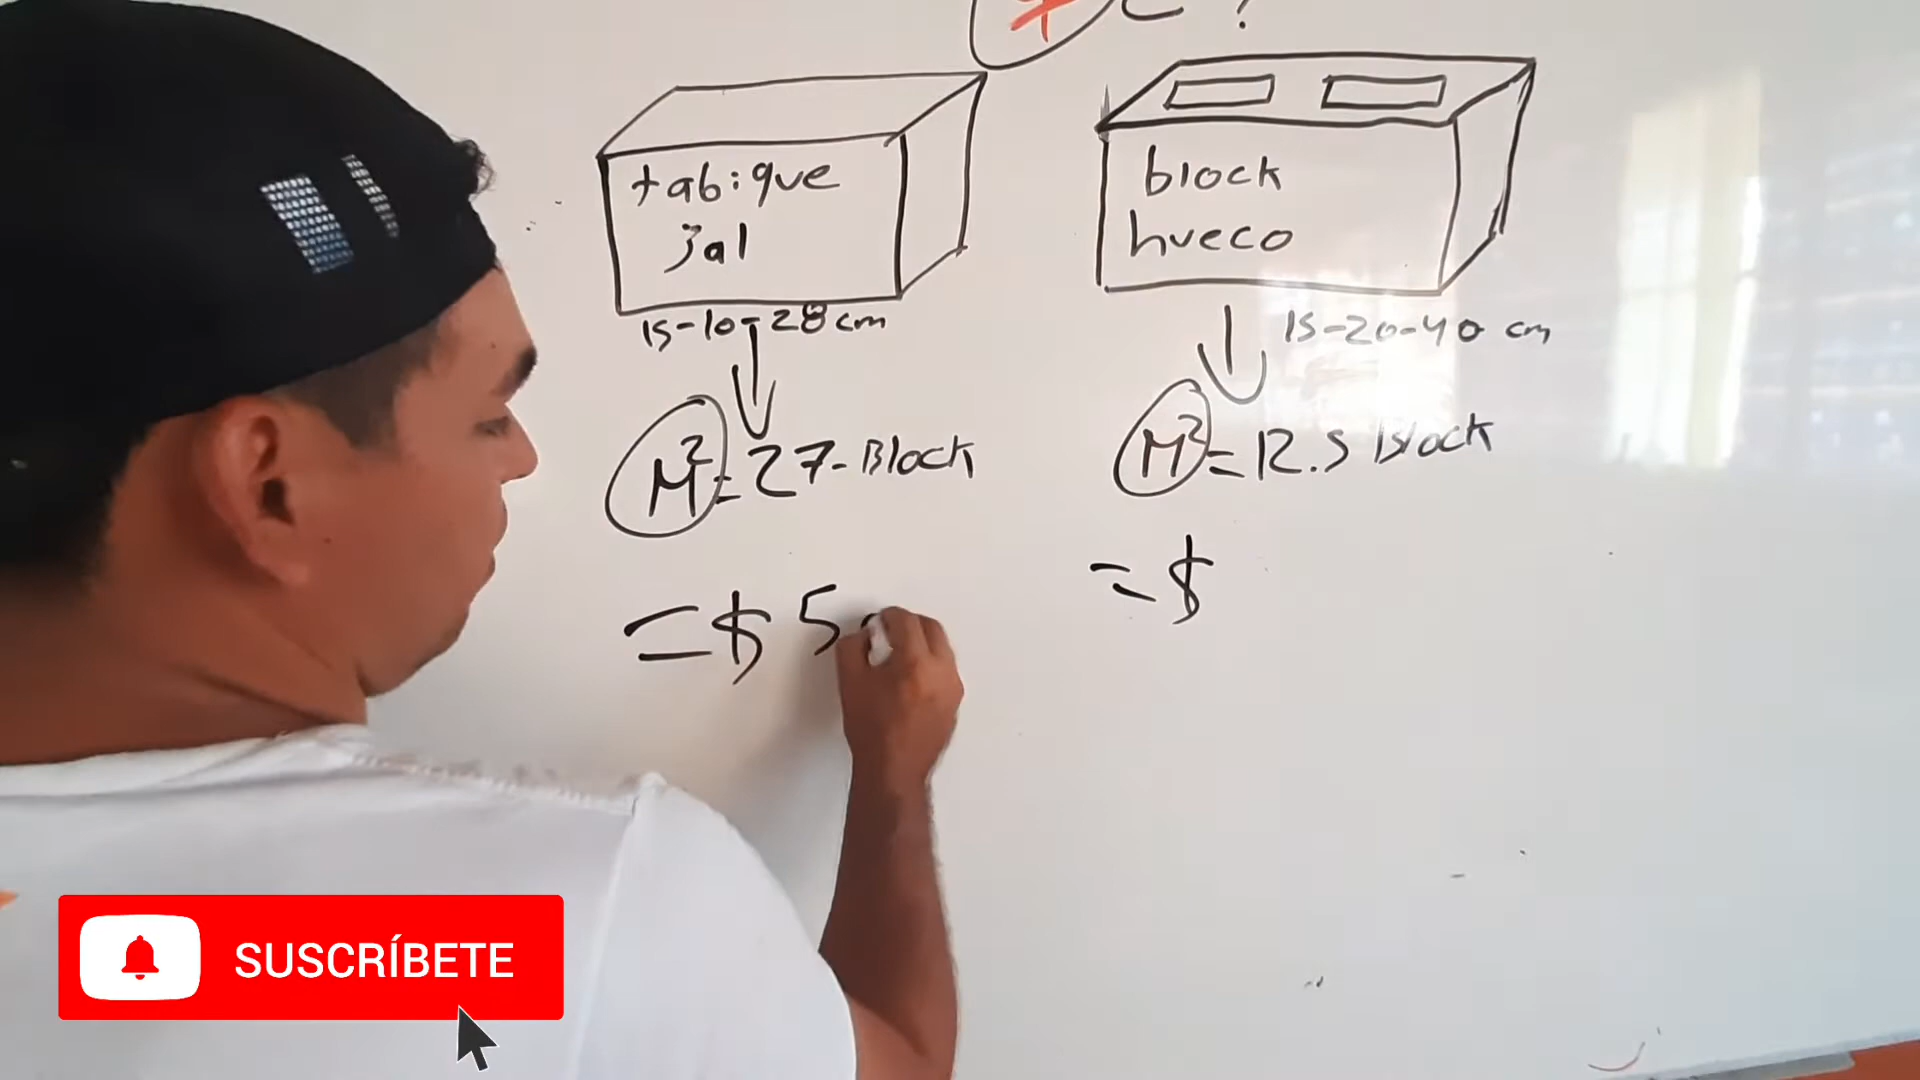 tabique
Jal
15-10-28 cm
M²=27-Block
=$ 5
block
hueco
15-20-40 cm
M²=12.5 Block
=$
SUSCRÍBETE